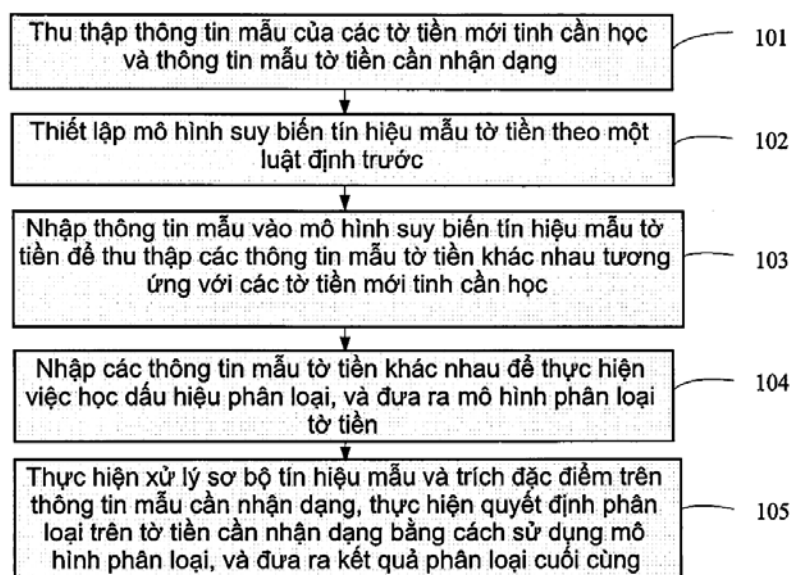 Thu thập thông tin mẫu của các tờ tiền mới tinh cần học
và thông tin mẫu tờ tiền cần nhận dạng
101
Thiết lập mô hình suy biến tín hiệu mẫu tờ tiền theo một
luật định trước
102
Nhập thông tin mẫu vào mô hình suy biến tín hiệu mẫu tờ
tiền để thu thập các thông tin mẫu tờ tiền khác nhau tương
ứng với các tờ tiền mới tinh cần học
103
Nhập các thông tin mẫu tờ tiền khác nhau để thực hiện
việc học dấu hiệu phân loại, và đưa ra mô hình phân loại
tờ tiền
104
Thực hiện xử lý sơ bộ tín hiệu mẫu và trích đặc điểm trên
thông tin mẫu cần nhận dạng, thực hiện quyết định phân
loại trên tờ tiền cần nhận dạng bằng cách sử dụng mô
hình phân loại, và đưa ra kết quả phân loại cuối cùng
105